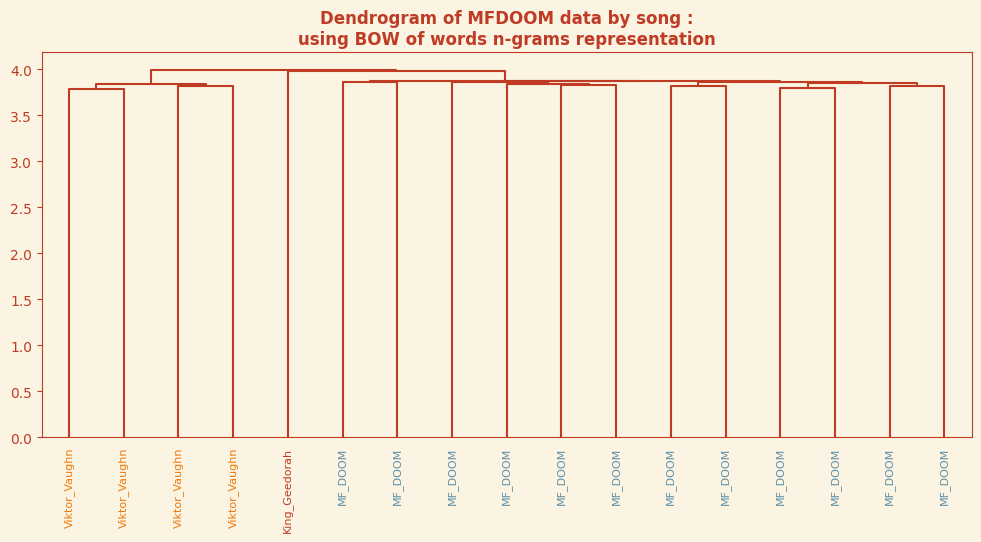 Dendrogram of MFDOOM data by song :
using BOW of words n-grams representation
4.0
3.5
3.0
2.5
2.0
1.5
1.0
0.5
0.0
Viktor_Vaughn
Viktor_Vaughn
Viktor_Vaughn
Viktor_Vaughn
King_Geedorah
MF_DOOM
MF_DOOM
MF_DOOM
MF_DOOM
MF_DOOM
MF_DOOM
MF_DOOM
MF_DOOM
MF_DOOM
MF_DOOM
MF_DOOM
MF_DOOM